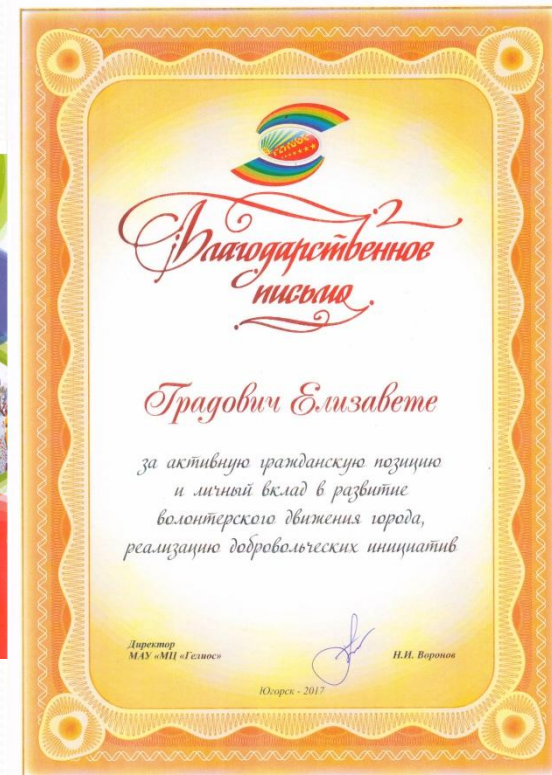 ГЕЛИОС
Благодарственное
письмо
Градович Елизавете
за активную гражданскую позицию
и личный вклад в развитие
волонтерского движения города,
реализацию добровольческих инициатив
Директор
МАУ «МЦ «Гелиос»
Н.И. Воронов
Югорск - 2017